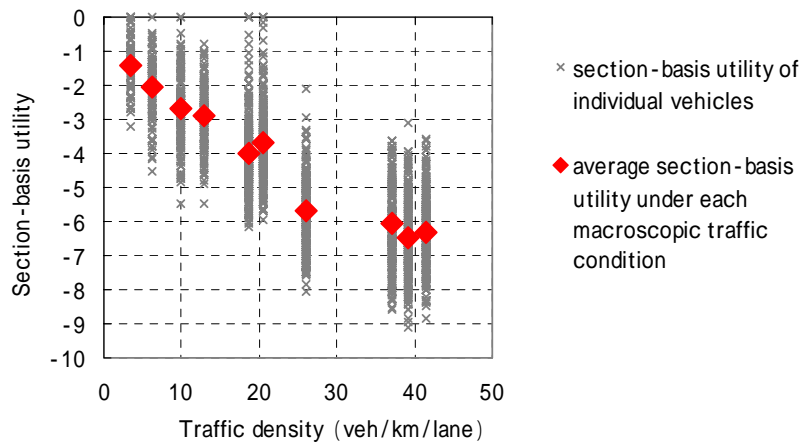 0
-1
-2
-3
-4
-5
-6
-7
-8
-9
-10
Section-basis utility
0 10 20 30 40 50
Traffic density (veh/km/lane)
× section-basis utility of
individual vehicles
average section-basis
utility under each
macroscopic traffic
condition